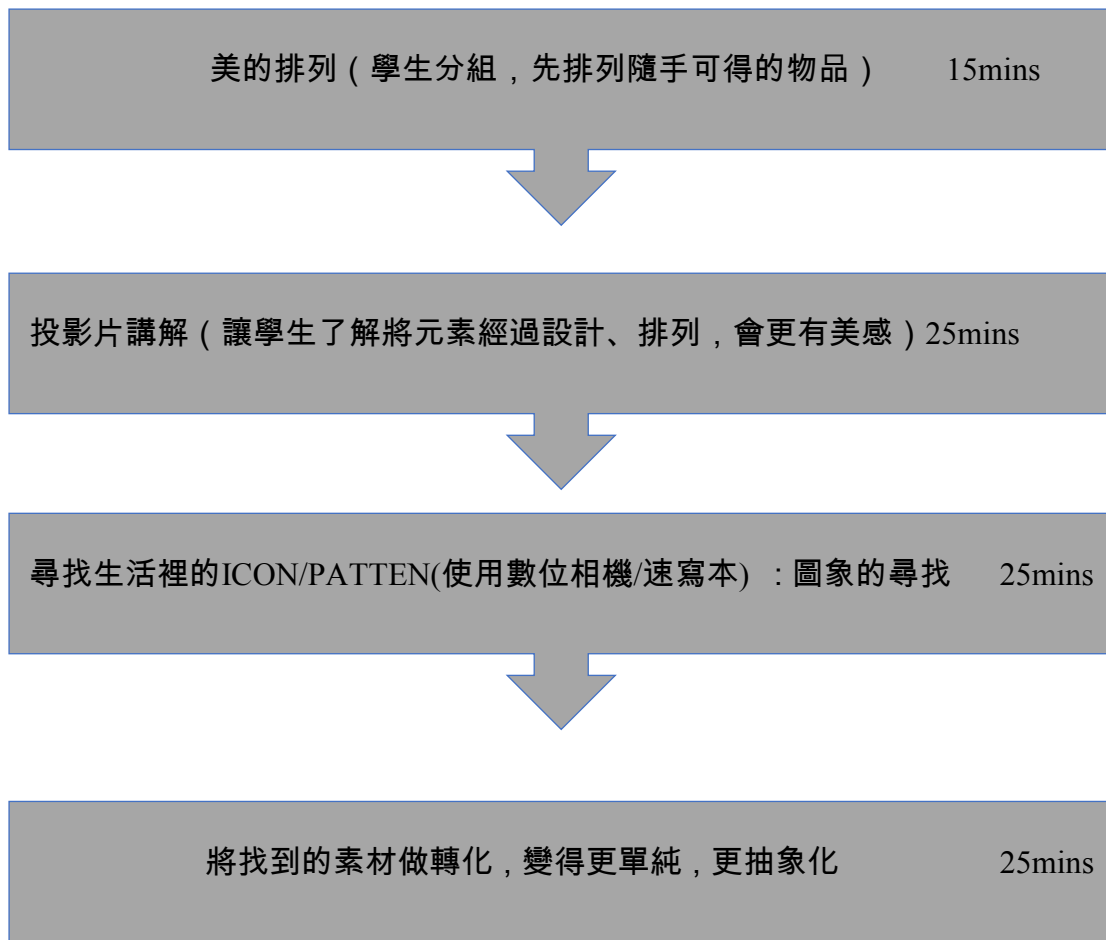 美的排列（學生分組，先排列隨手可得的物品） 15mins
投影片講解（讓學生了解將元素經過設計、排列，會更有美感）25mins
尋找生活裡的ICON/PATTEN(使用數位相機/速寫本) ：圖象的尋找 25mins
將找到的素材做轉化，變得更單純，更抽象化 25mins